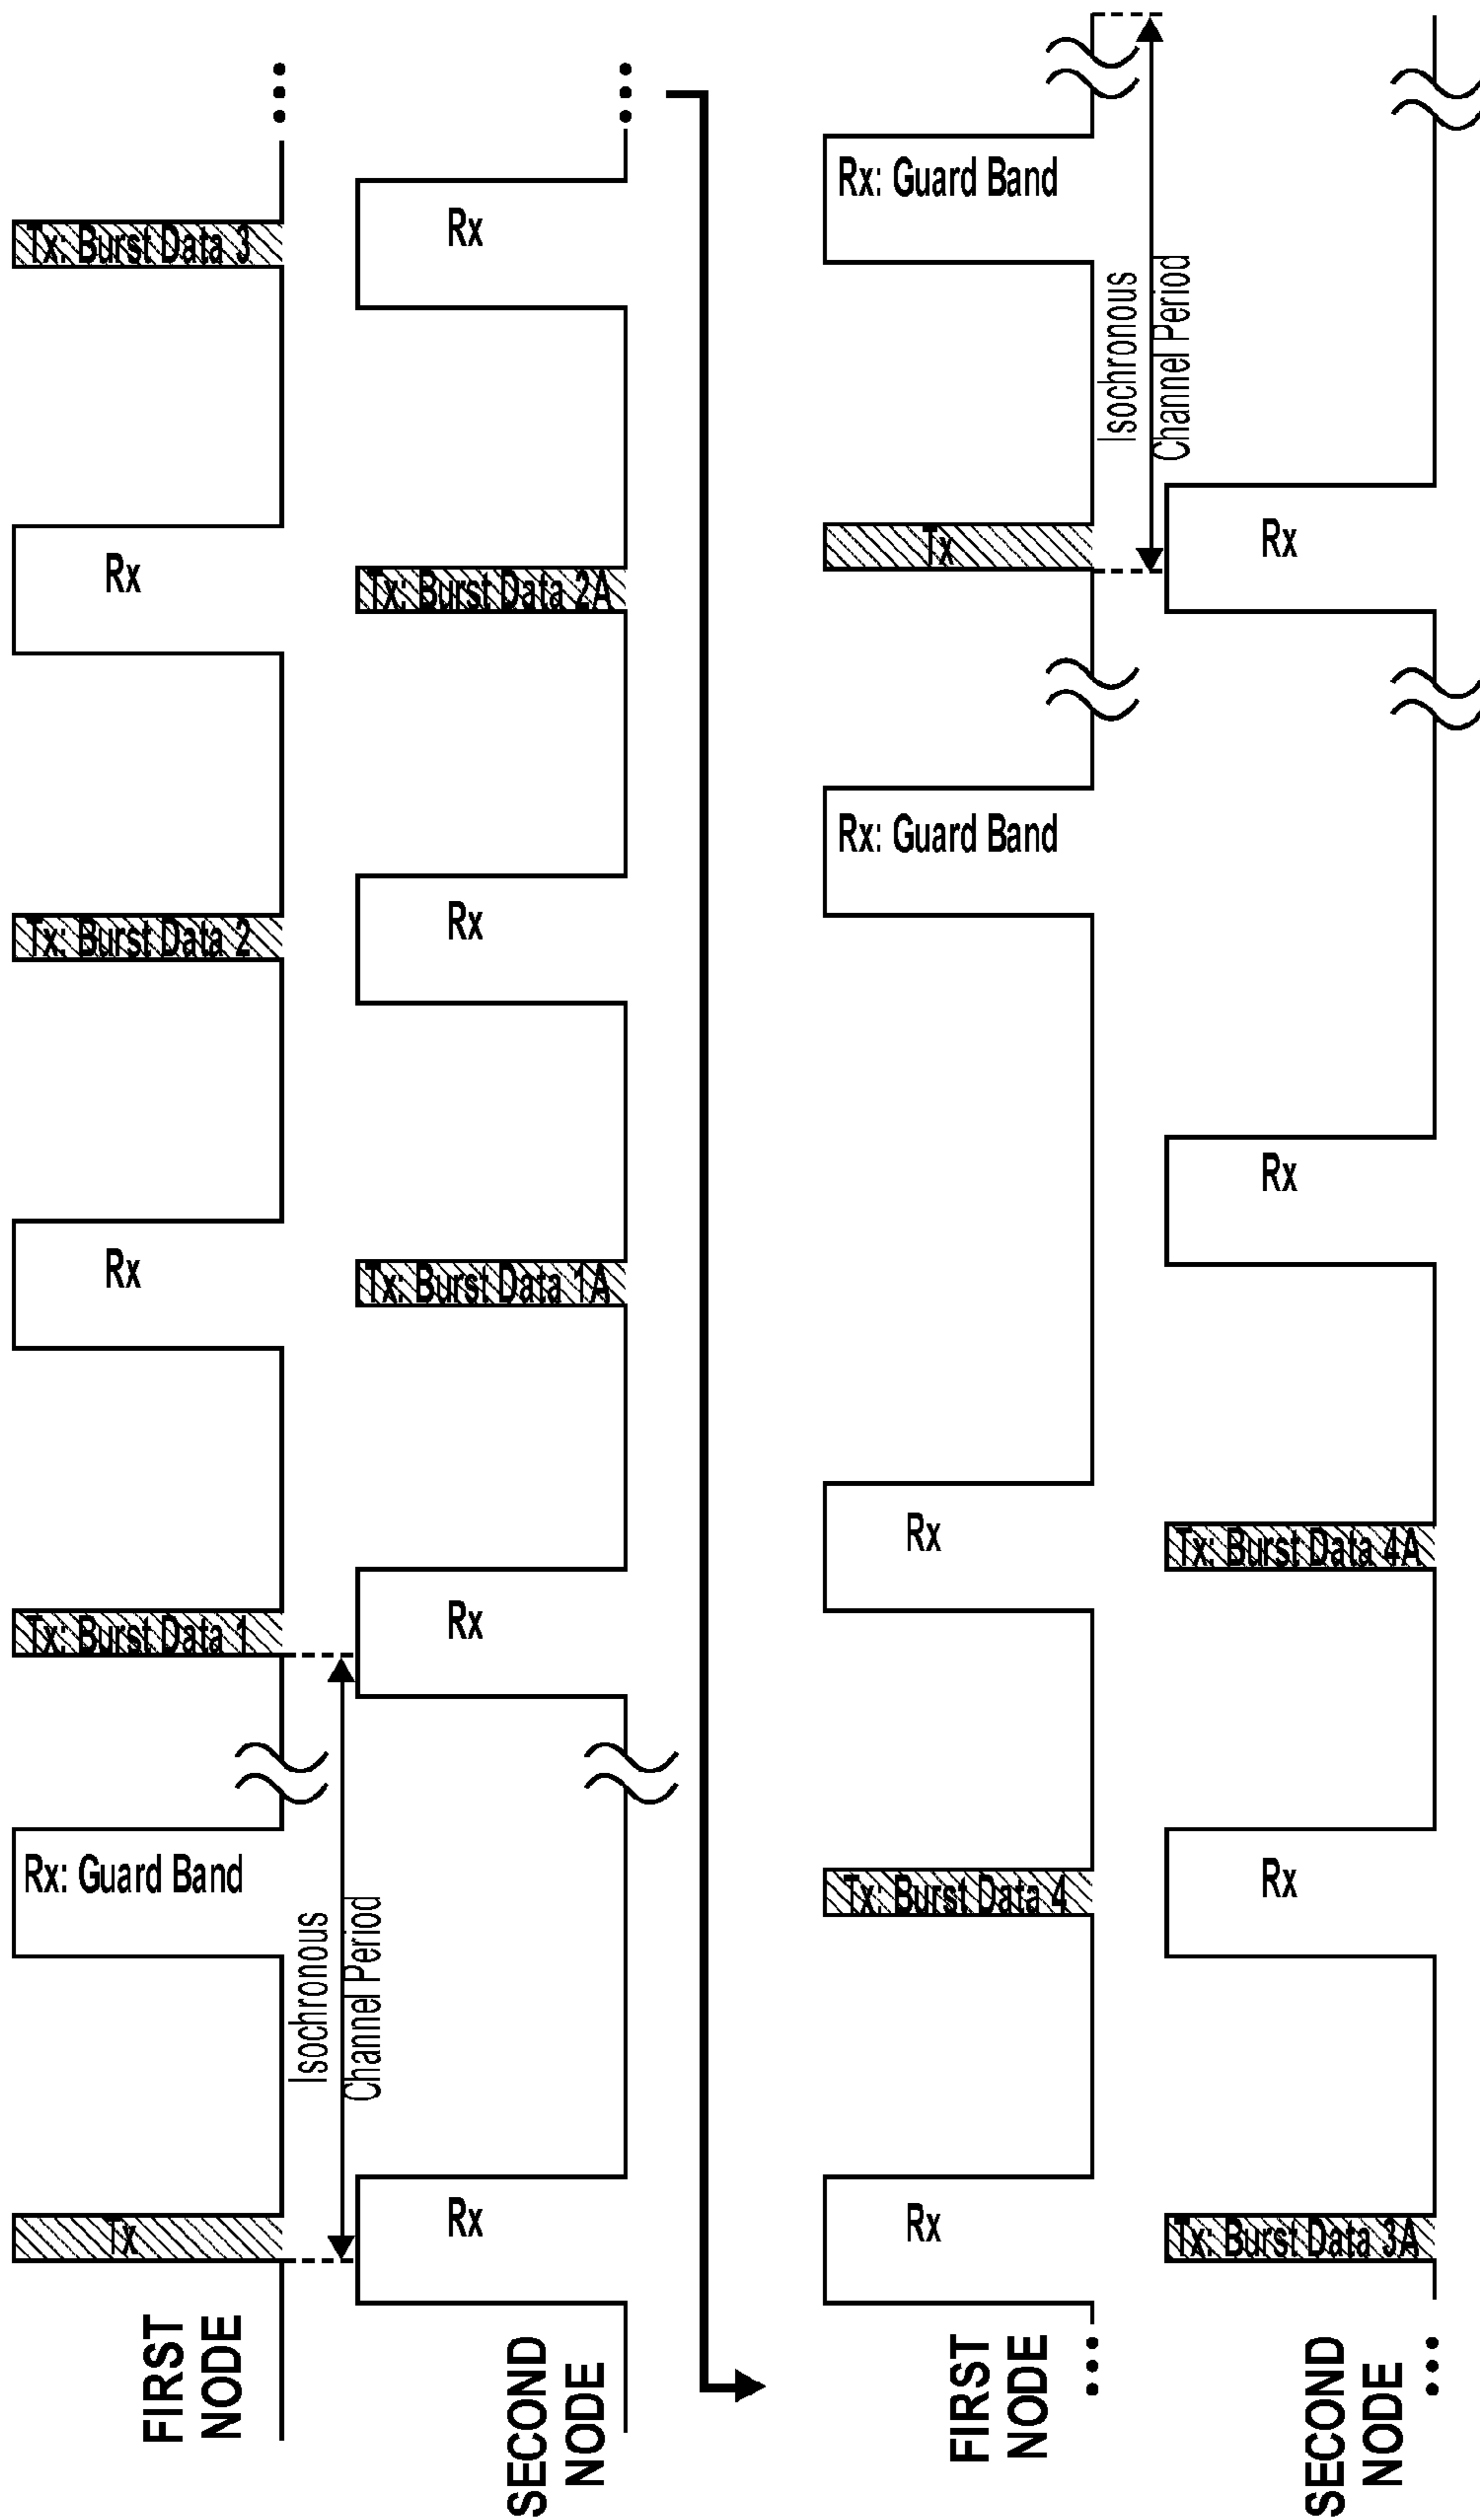 FIRST
NODE
Tx
Rx: Guard Band
Tx: Burst Data 1
Rx
Tx: Burst Data 2
Rx
Tx: Burst Data 3
Isochronous
Channel Period
SECOND
NODE
Rx
Rx
Tx: Burst Data 1A
Rx
Tx: Burst Data 2A
Rx
FIRST
NODE
Rx
Tx: Burst Data 4
Rx
Rx: Guard Band
Tx
Rx: Guard Band
Isochronous
Channel Period
SECOND
NODE
Tx: Burst Data 3A
Rx
Tx: Burst Data 4A
Rx
Rx